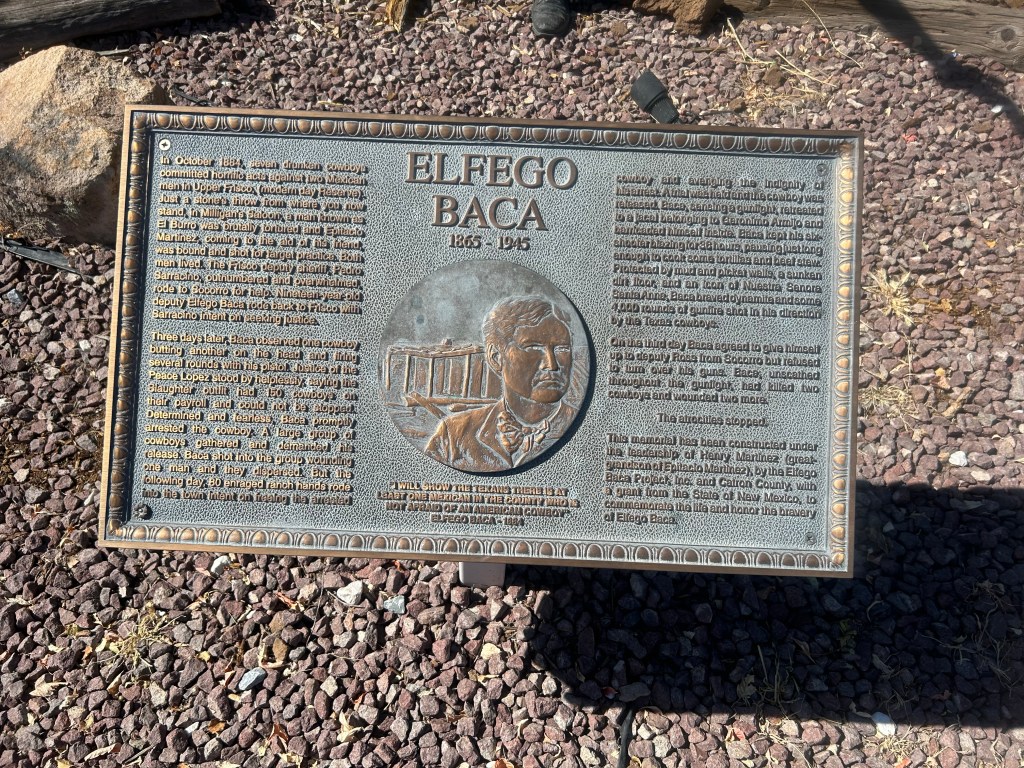 In October 1884, seven drunken cowboys
committed horrific acts against two Mexican
men in Upper Frisco, (modern day Reserve).
Just a stone's throw from where you now
stand, in Milligan's Saloon, a man known as
El Burro was brutally tortured and Epitacio
Martinez, coming to the aid of his friend,
was bound and shot for target practice. Both
men lived. The Frisco deputy sheriff, Pedro
Sarracino, outnumbered and overwhelmed,
rode to Socorro for help. Nineteen year old
deputy Elfego Baca rode back to Frisco with
Sarracino intent on seeking justice.
Three days later, Baca observed one cowboy
butting another on the head and firing
several rounds with his pistol. Justice of the
Peace Lopez stood by helplessly, saying the
Slaughter outfit had 150 cowboys on
their payroll and could not be stopped.
Determined and fearless, Baca promptly
arrested the cowboy. A large group of
cowboys gathered and demanded his
release. Baca shot into the group wounding
one man and they dispersed. But the
following day, 80 enraged ranch hands rode
into the town intent on freeing the arrested
ELFEGO
BACA
1865 - 1945
"I WILL SHOW THE TEXANS THERE IS AT
LEAST ONE MEXICAN IN THE COUNTY WHO IS
NOT AFRAID OF AN AMERICAN COWBOY"
ELFEGO BACA - 1884
cowboy and avenging the indignity of
his arrest. A trial was held and the cowboy was
released. Baca, sensing a gunfight, retreated
to a jacal belonging to Geronimo Armijo and
barricaded himself inside. Baca kept his six
shooter blazing for 36 hours, pausing just long
enough to cook some tortillas and beef stew.
Protected by mud and picket walls, a sunken
dirt floor, and an icon of Nuestra Senora
Santa Ana, Baca braved dynamite and some
4,000 rounds of gunfire shot in his direction
by the Texas cowboys.
On the third day Baca agreed to give himself
up to deputy Ross from Socorro but refused
to turn over his guns. Baca, unscathed
throughout the gunfight, had killed two
cowboys and wounded two more.
The atrocities stopped.
This memorial has been constructed under
the leadership of Henry Martinez (great
grandson of Epitacio Martinez), by the Elfego
Baca Project, Inc. and Catron County, with
a grant from the State of New Mexico, to
commemorate the life and honor the bravery
of Elfego Baca.